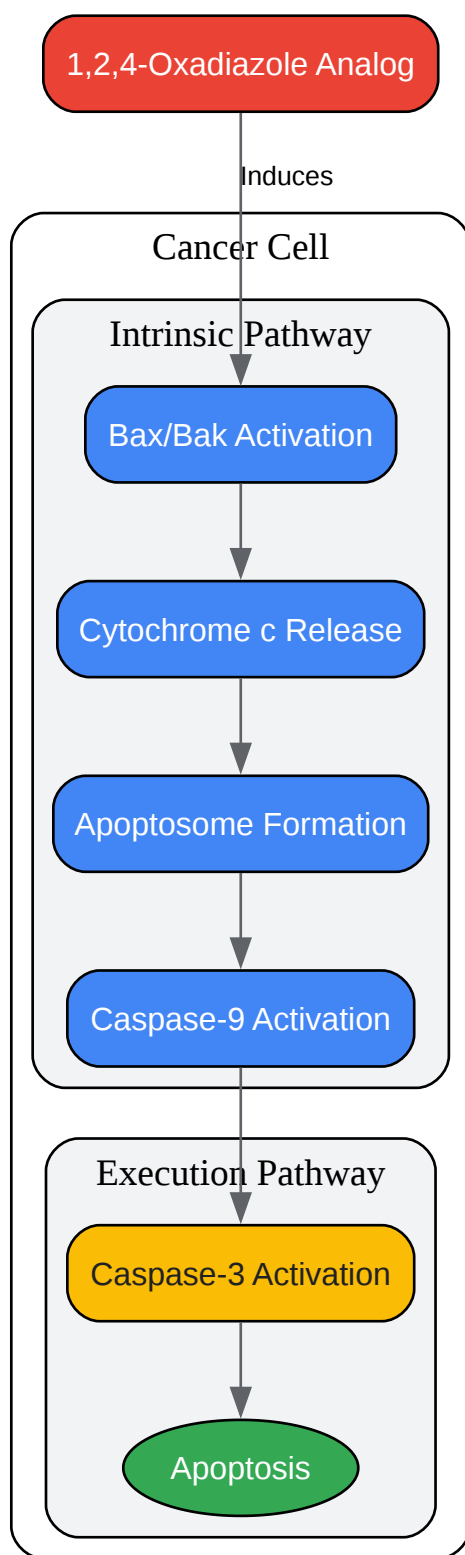 1,2,4-Oxadiazole Analog
Induces
Cancer Cell
Intrinsic Pathway
Bax/Bak Activation
Cytochrome c Release
Apoptosome Formation
Caspase-9 Activation
Execution Pathway
Caspase-3 Activation
Apoptosis